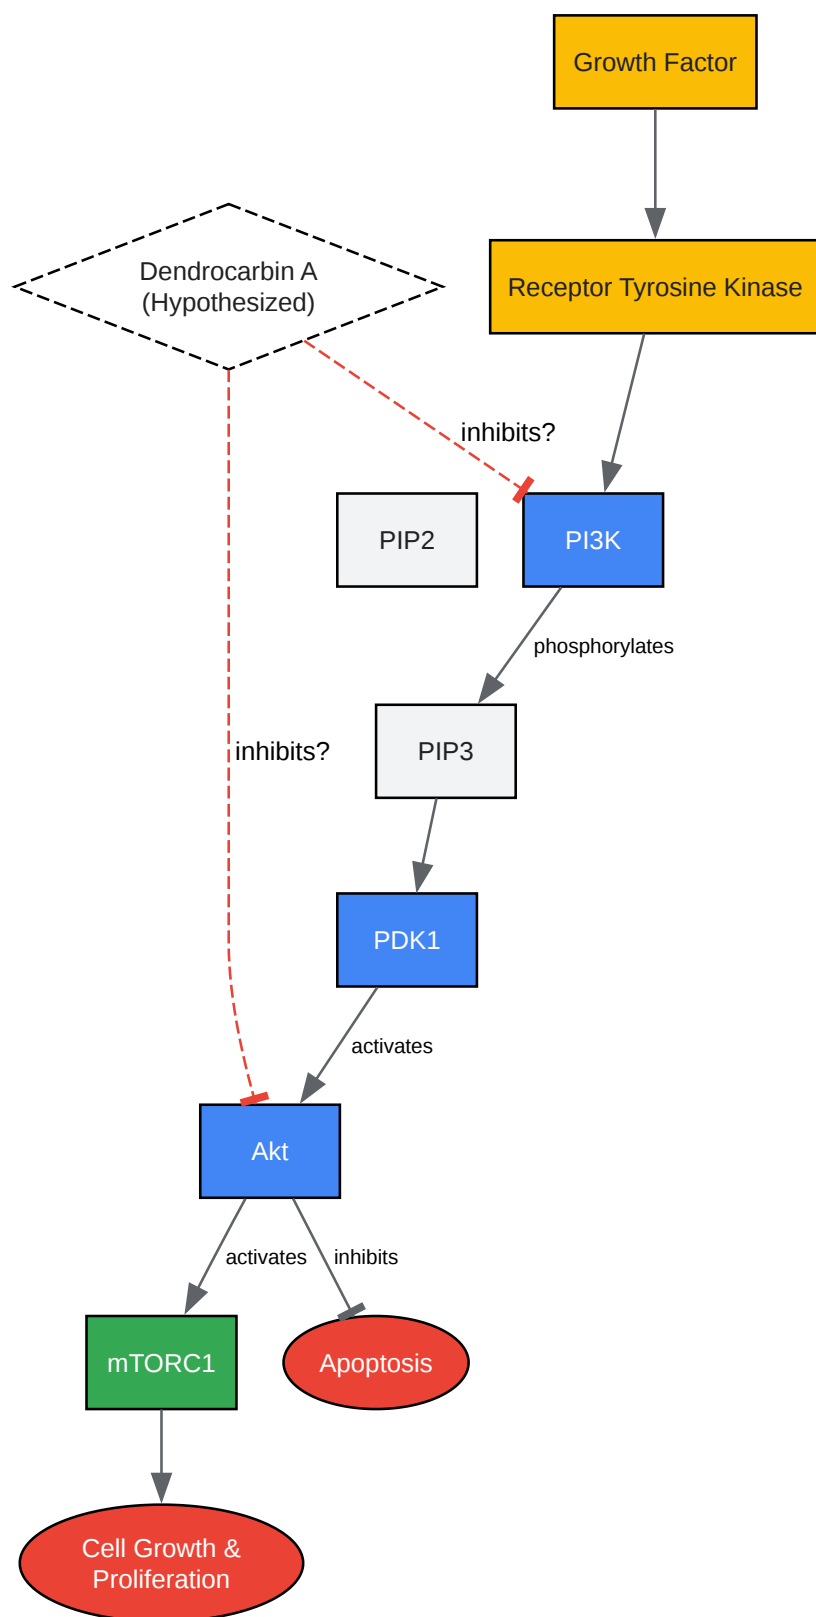 Growth Factor
Dendrocarbin A
(Hypothesized)
Receptor Tyrosine Kinase
inhibits?
PIP2
PI3K
phosphorylates
PIP3
inhibits?
PDK1
activates
Akt
activates
inhibits
mTORC1
Apoptosis
Cell Growth &
Proliferation